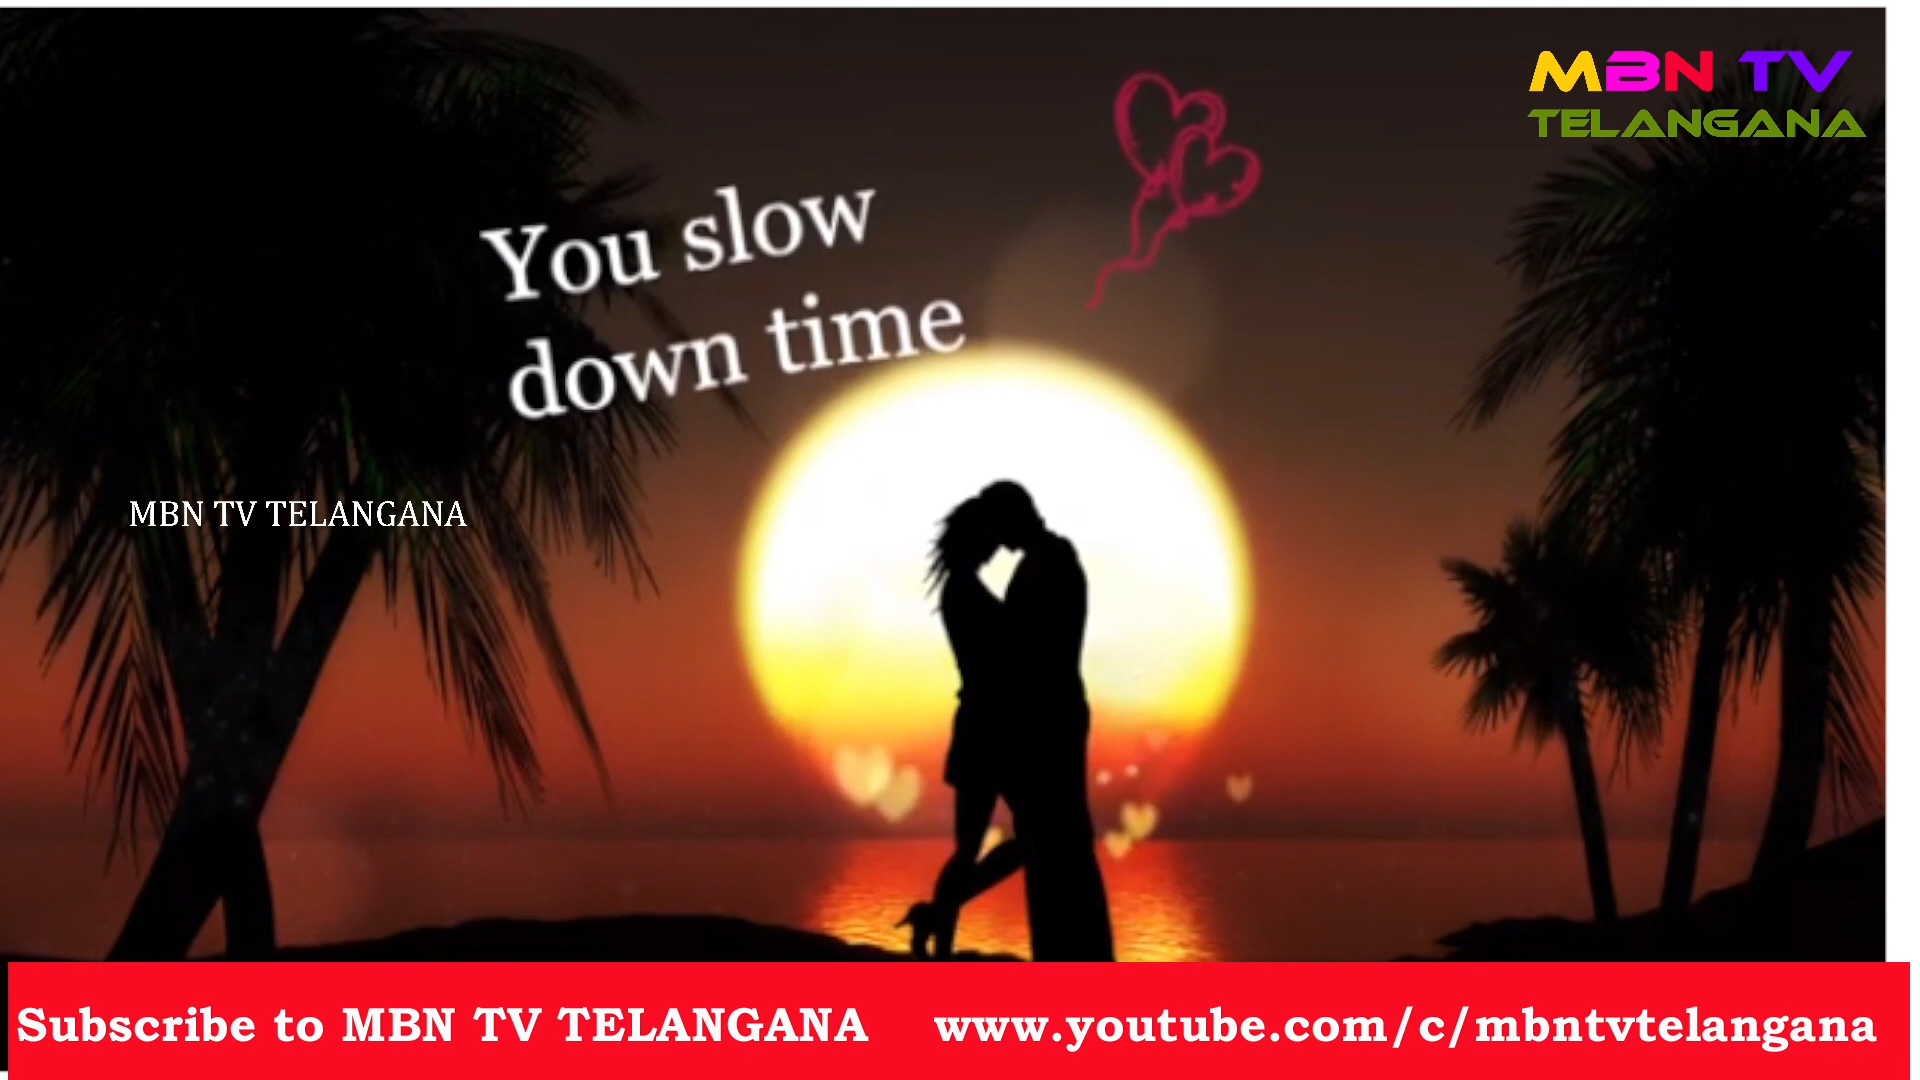 MBN TV
TELANGANA
You slow
down time
MBN TV TELANGANA
Subscribe to MBN TV TELANGANA www.youtube.com/c/mbntvtelangana